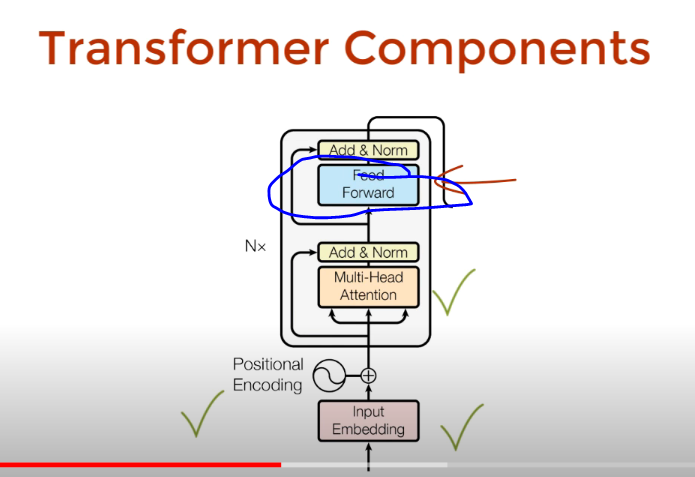 Transformer Components
Add & Norm
Feed
Forward
Nx
Add & Norm
Multi-Head
Attention
Positional
Encoding
Input
Embedding